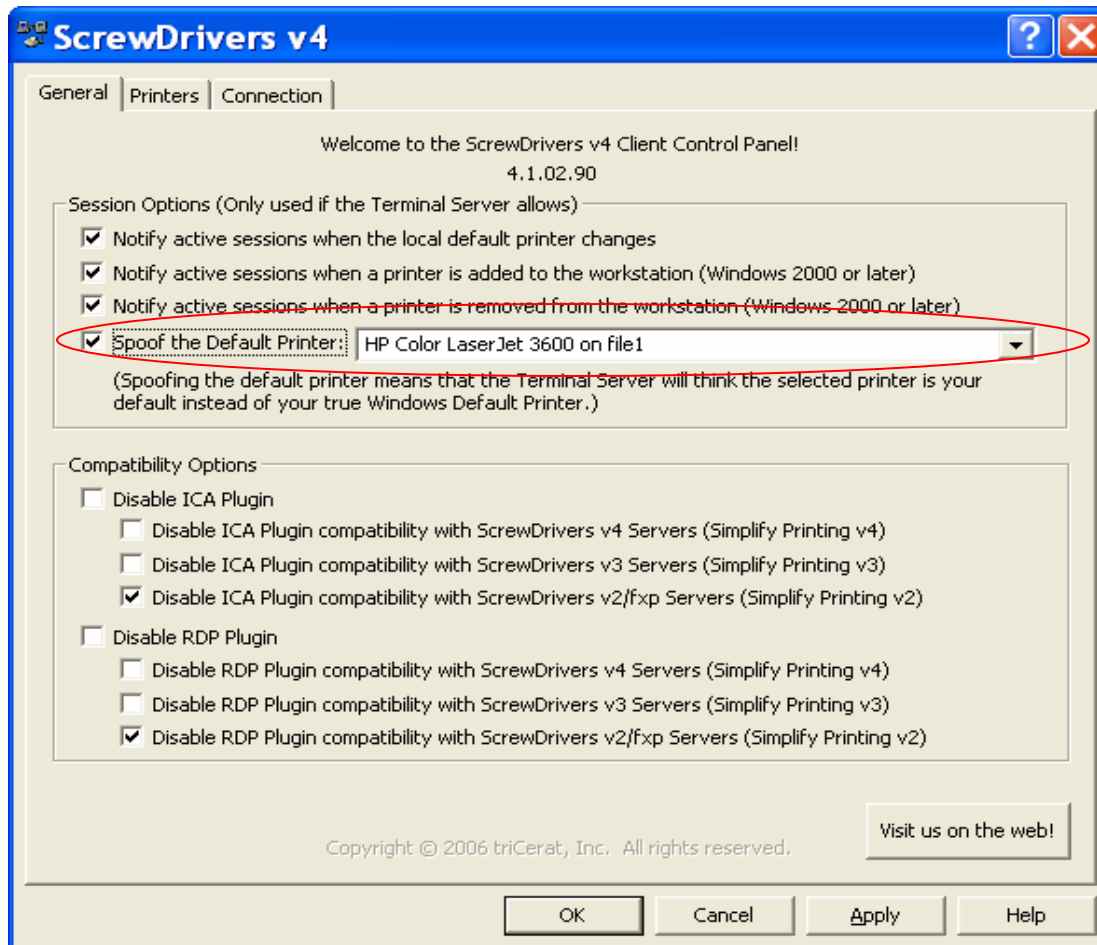 ScrewDrivers v4
?
General
Printers
Connection
Welcome to the ScrewDrivers v4 Client Control Panel!
4.1.02.90
Session Options (Only used if the Terminal Server allows)
Notify active sessions when the local default printer changes
Notify active sessions when a printer is added to the workstation (Windows 2000 or later)
Notify active sessions when a printer is removed from the workstation (Windows 2000 or later)
Spoof the Default Printer: HP Color LaserJet 3600 on file1
(Spoofing the default printer means that the Terminal Server will think the selected printer is your
default instead of your true Windows Default Printer.)
Compatibility Options
Disable ICA Plugin
Disable ICA Plugin compatibility with ScrewDrivers v4 Servers (Simplify Printing v4)
Disable ICA Plugin compatibility with ScrewDrivers v3 Servers (Simplify Printing v3)
Disable ICA Plugin compatibility with ScrewDrivers v2/fxp Servers (Simplify Printing v2)
Disable RDP Plugin
Disable RDP Plugin compatibility with ScrewDrivers v4 Servers (Simplify Printing v4)
Disable RDP Plugin compatibility with ScrewDrivers v3 Servers (Simplify Printing v3)
Disable RDP Plugin compatibility with ScrewDrivers v2/fxp Servers (Simplify Printing v2)
Visit us on the web!
Copyright © 2006 triCerat, Inc. All rights reserved.
OK
Cancel
Apply
Help